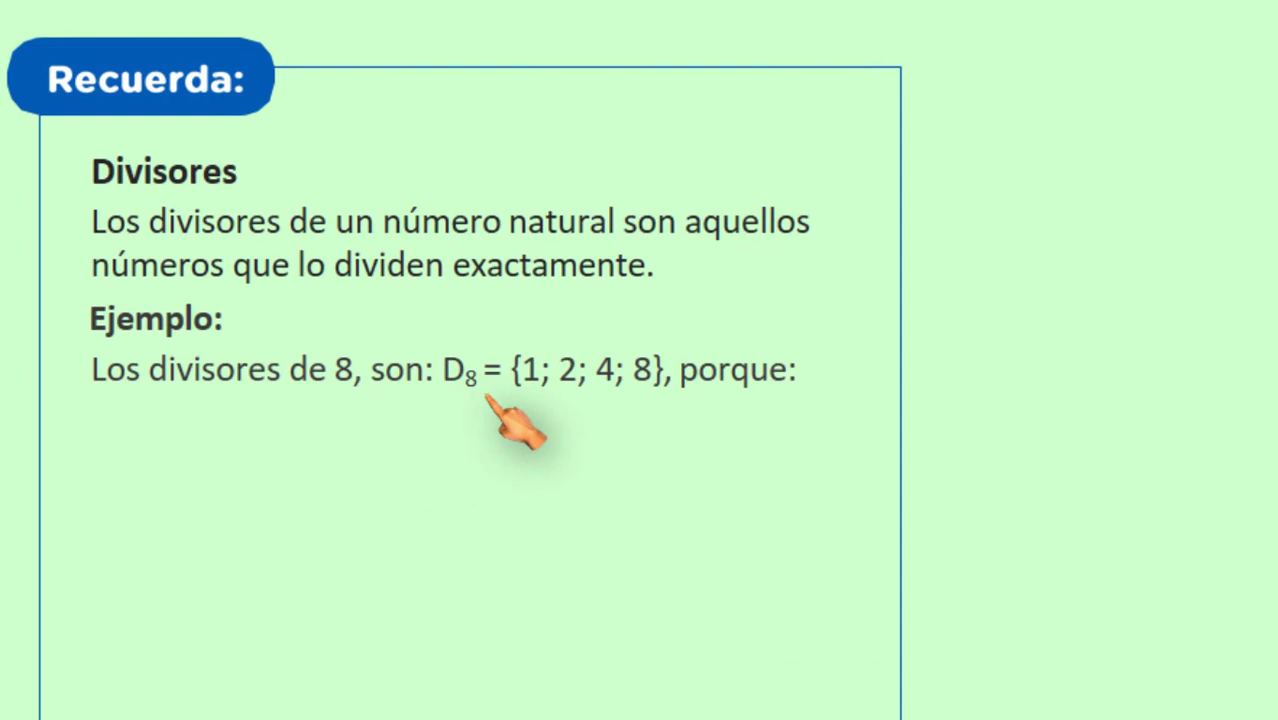 Recuerda:
Divisores
Los divisores de un número natural son aquellos
números que lo dividen exactamente.
Ejemplo:
Los divisores de 8, son: D₈ = {1; 2; 4; 8}, porque: